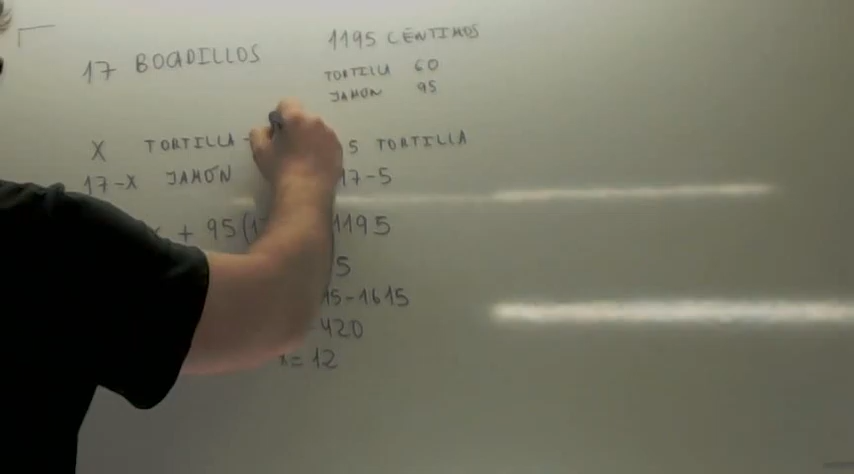 17 BOCADILLOS
1195 CÉNTIMOS
TORTILLA 60
JAMÓN 95
X TORTILLA 5 TORTILLA
17-X JAMÓN 17-5
+ 95(1 1195
5
15-1615
420
x= 12